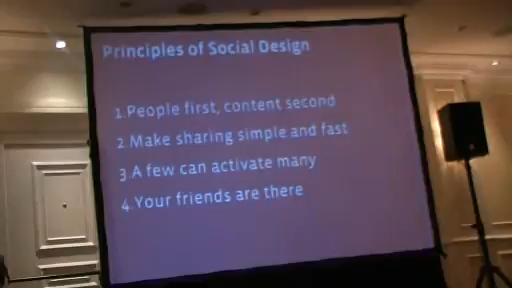 Principles of Social Design
1.People first, content second
2.Make sharing simple and fast
3.A few can activate many
4.Your friends are there